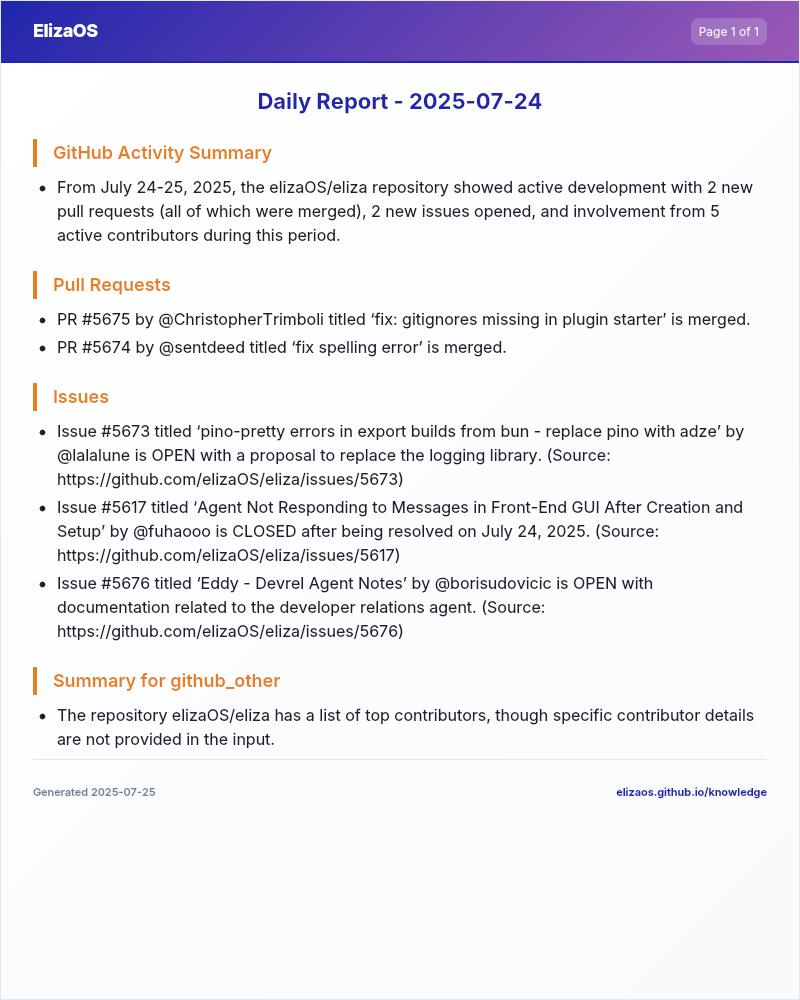 ElizaOS
Page 1 of 1
Daily Report - 2025-07-24
GitHub Activity Summary
• From July 24-25, 2025, the elizaOS/eliza repository showed active development with 2 new
pull requests (all of which were merged), 2 new issues opened, and involvement from 5
active contributors during this period.
Pull Requests
• PR #5675 by @ChristopherTrimboli titled ‘fix: gitignores missing in plugin starter’ is merged.
• PR #5674 by @sentdeed titled ‘fix spelling error’ is merged.
Issues
• Issue #5673 titled ‘pino-pretty errors in export builds from bun - replace pino with adze’ by
@lalalune is OPEN with a proposal to replace the logging library. (Source:
https://github.com/elizaOS/eliza/issues/5673)
• Issue #5617 titled ‘Agent Not Responding to Messages in Front-End GUI After Creation and
Setup’ by @fuhaooo is CLOSED after being resolved on July 24, 2025. (Source:
https://github.com/elizaOS/eliza/issues/5617)
• Issue #5676 titled ‘Eddy - Devrel Agent Notes’ by @borisudovicic is OPEN with
documentation related to the developer relations agent. (Source:
https://github.com/elizaOS/eliza/issues/5676)
Summary for github_other
• The repository elizaOS/eliza has a list of top contributors, though specific contributor details
are not provided in the input.
Generated 2025-07-25
elizaos.github.io/knowledge